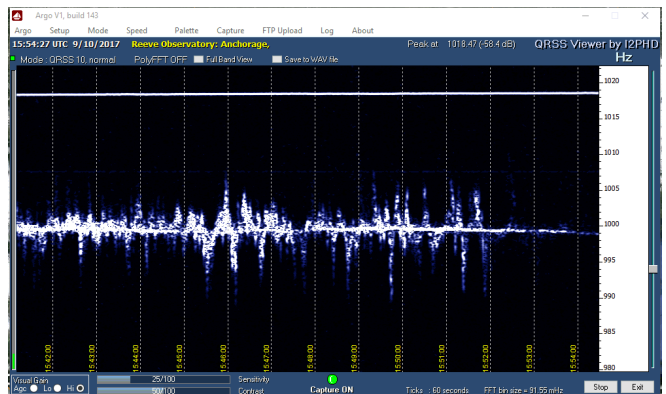 Argo V1, build 143
Argo Setup Mode Speed Palette Capture FTP Upload Log About
15:54:27 UTC 9/10/2017 Reeve Observatory: Anchorage, Peak at 1018.47 (-58.4 dB) QRSS Viewer by I2PHD
Mode : QRSS 10, normal PolyFFT OFF Full Band View Save to WAV file Hz
1020
1015
1010
1005
1000
995
990
985
980
15:42:00 15:43:00 15:44:00 15:45:00 15:46:00 15:47:00 15:48:00 15:49:00 15:50:00 15:51:00 15:52:00 15:53:00 15:54:00
Visual Gain 25/100 Sensitivity
Agc Lo Hi 50/100 Contrast Capture ON Ticks : 60 seconds FFT bin size = 91.55 mHz Stop Exit